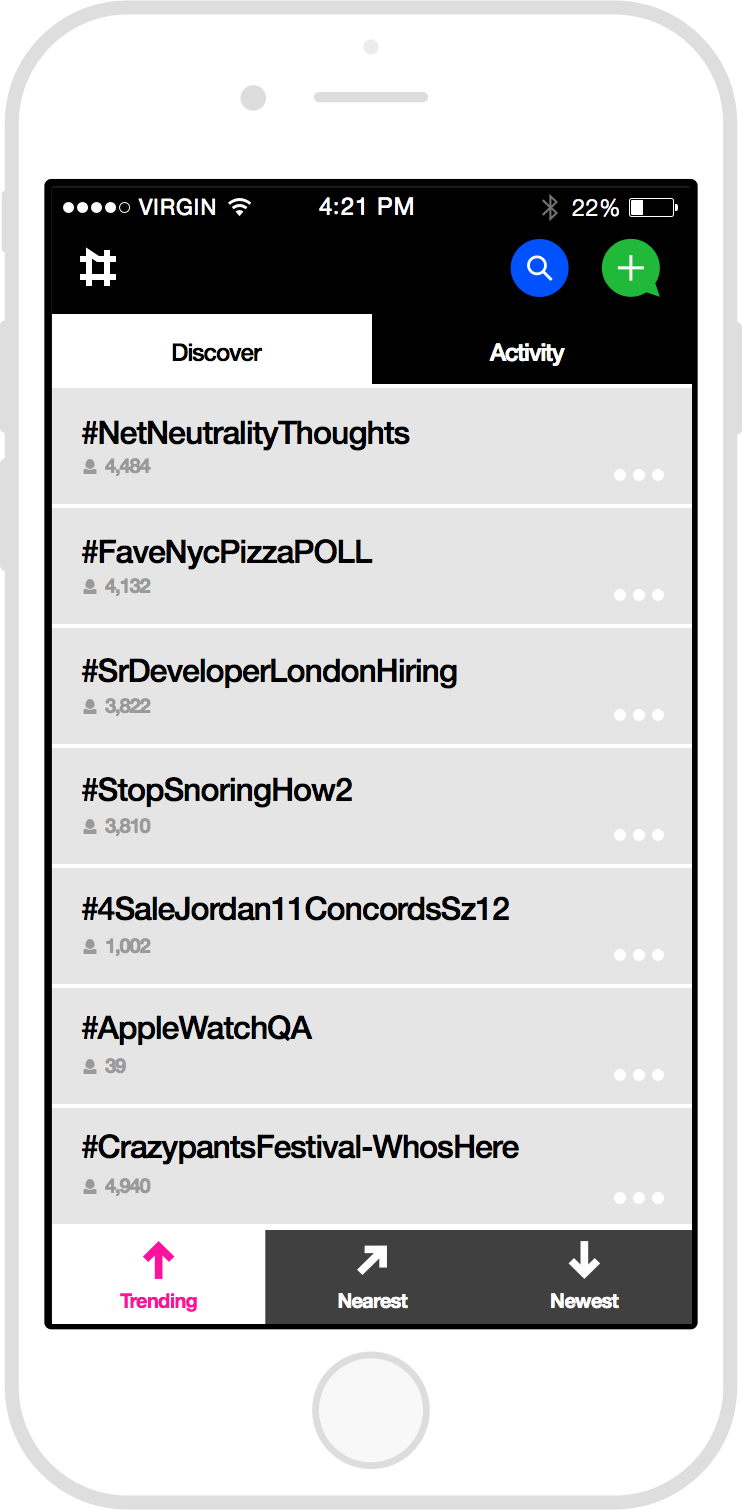 VIRGIN 4:21 PM 22%
Discover Activity
#NetNeutralityThoughts
4,484
#FaveNycPizzaPOLL
4,132
#SrDeveloperLondonHiring
3,822
#StopSnoringHow2
3,810
#4SaleJordan11ConcordsSz12
1,002
#AppleWatchQA
39
#CrazypantsFestival-WhosHere
4,940
Trending Nearest Newest